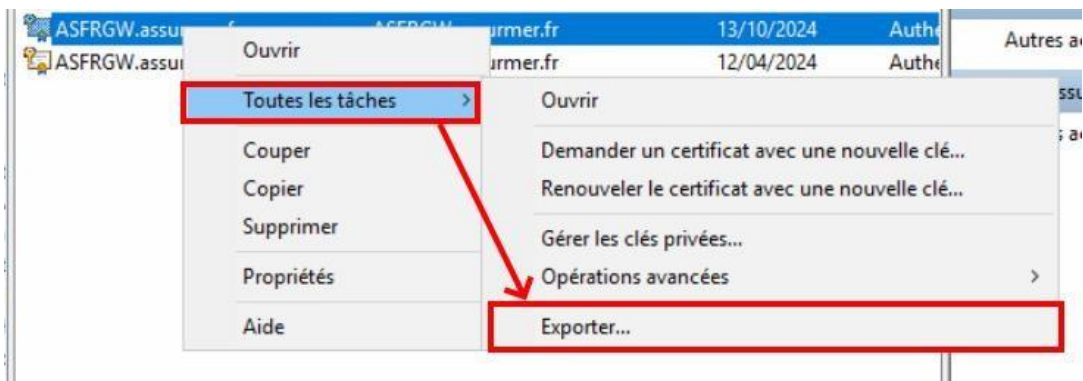 ASFRGW.assu ASFRGW urmer.fr 13/10/2024 Authe
ASFRGW.assu urmer.fr 12/04/2024 Authe
Autres a
Ouvrir
Toutes les tâches >
Couper
Copier
Supprimer
Propriétés
Aide
Ouvrir
Demander un certificat avec une nouvelle clé...
Renouveler le certificat avec une nouvelle clé...
Gérer les clés privées...
Opérations avancées >
Exporter...